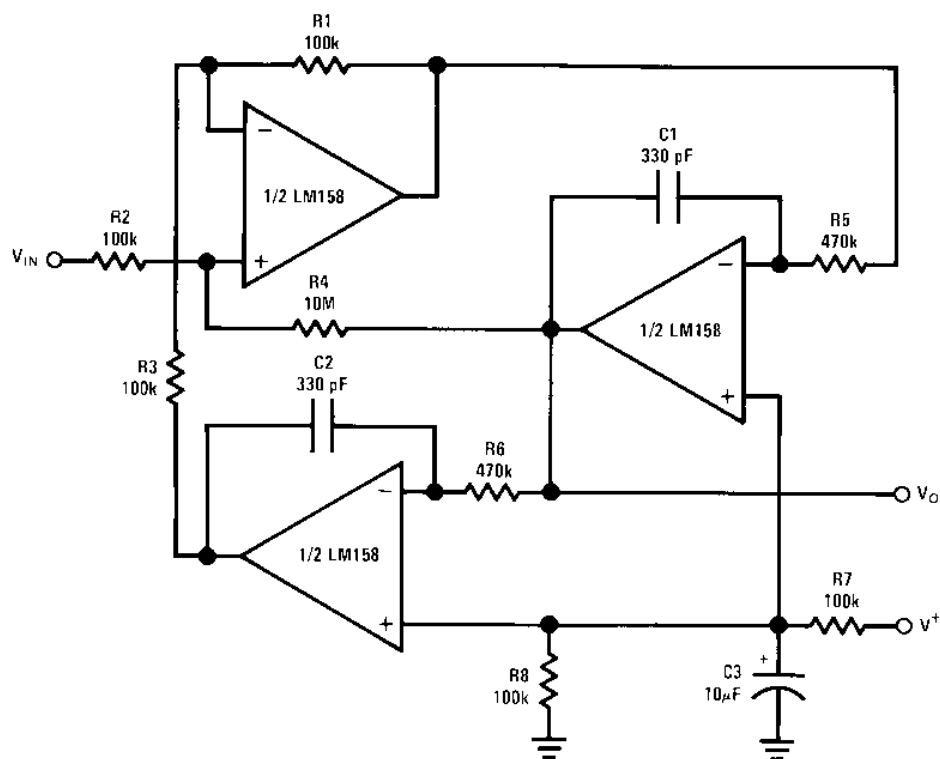 R1
100k
C1
330 pF
1/2 LM158
R2
100k
R5
470k
VIN
R4
10M
1/2 LM158
R3
100k
C2
330 pF
R6
470k
VO
1/2 LM158
R7
100k
V+
R8
100k
C3
10µF
+